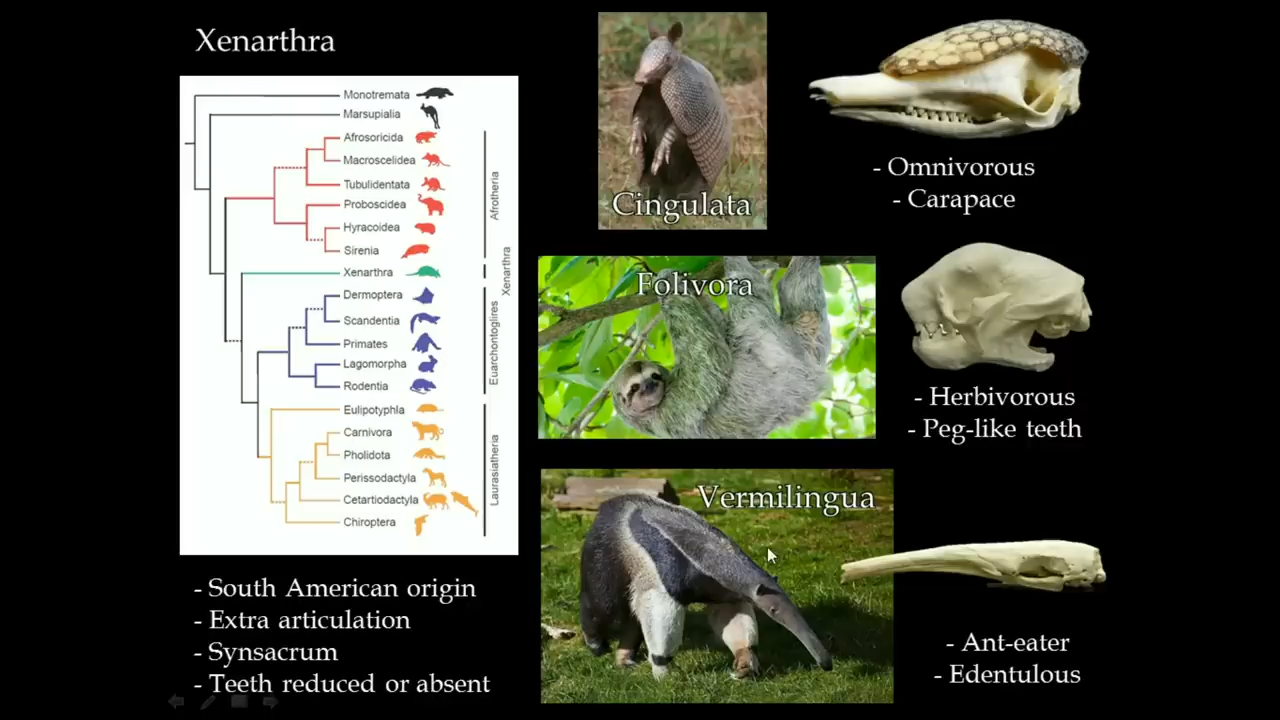 Xenarthra
Monotremata
Marsupialia
Afrosoricida
Macroscelidea
Tubulidentata
Proboscidea
Hyracoidea
Sirenia
Xenarthra
Dermoptera
Scandentia
Primates
Lagomorpha
Rodentia
Eulipotyphla
Carnivora
Pholidota
Perissodactyla
Cetartiodactyla
Chiroptera
Afrotheria
Xenarthra
Euarchontoglires
Laurasiatheria
- South American origin
- Extra articulation
- Synsacrum
- Teeth reduced or absent
Cingulata
- Omnivorous
- Carapace
Folivora
- Herbivorous
- Peg-like teeth
Vermilingua
- Ant-eater
- Edentulous